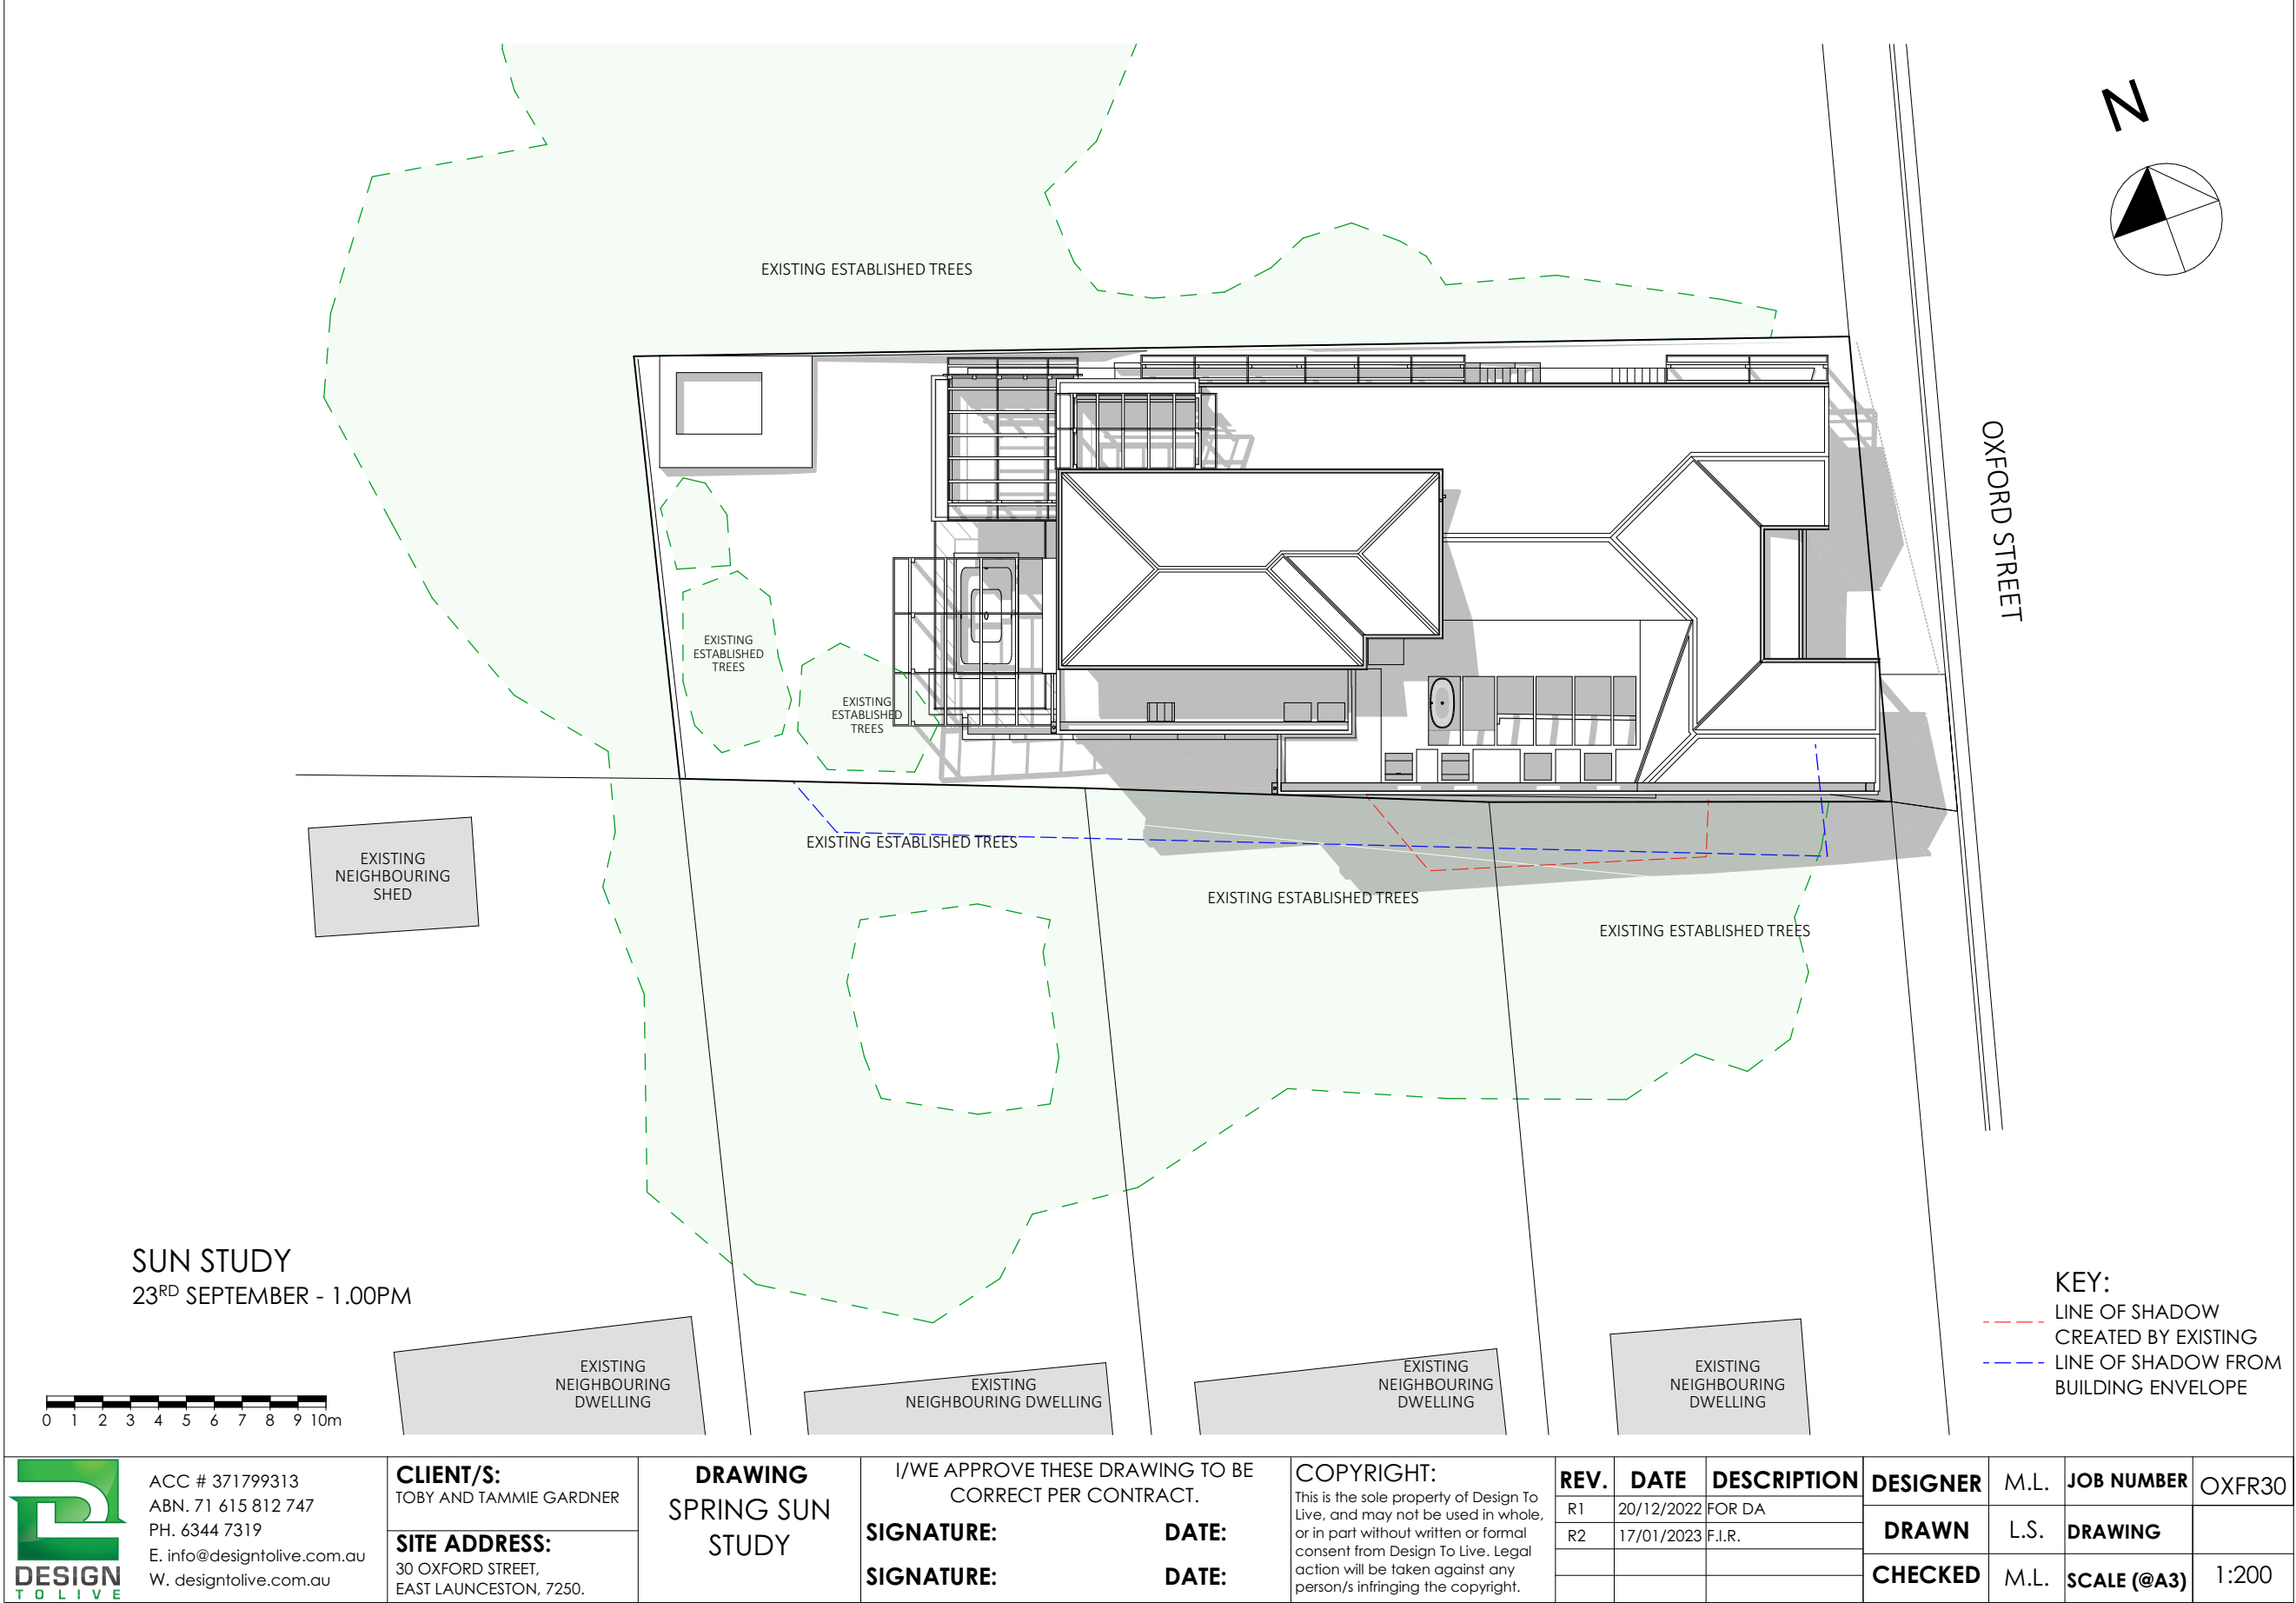 N
EXISTING ESTABLISHED TREES
OXFORD STREET
EXISTING
ESTABLISHED
TREES
EXISTING
ESTABLISHED
TREES
EXISTING ESTABLISHED TREES
EXISTING
NEIGHBOURING
SHED
EXISTING ESTABLISHED TREES
EXISTING ESTABLISHED TREES
SUN STUDY
23RD SEPTEMBER - 1.00PM
0 1 2 3 4 5 6 7 8 9 10m
EXISTING
NEIGHBOURING
DWELLING
EXISTING
NEIGHBOURING DWELLING
EXISTING
NEIGHBOURING
DWELLING
EXISTING
NEIGHBOURING
DWELLING
KEY:
LINE OF SHADOW
CREATED BY EXISTING
LINE OF SHADOW FROM
BUILDING ENVELOPE
DESIGN
TO LIVE
ACC # 371799313
ABN. 71 615 812 747
PH. 6344 7319
E. info@designtolive.com.au
W. designtolive.com.au
CLIENT/S:
TOBY AND TAMMIE GARDNER
SITE ADDRESS:
30 OXFORD STREET,
EAST LAUNCESTON, 7250.
DRAWING
SPRING SUN
STUDY
I/WE APPROVE THESE DRAWING TO BE
CORRECT PER CONTRACT.
SIGNATURE: DATE:
SIGNATURE: DATE:
COPYRIGHT:
This is the sole property of Design To
Live, and may not be used in whole,
or in part without written or formal
consent from Design To Live. Legal
action will be taken against any
person/s infringing the copyright.
REV. DATE DESCRIPTION
R1 20/12/2022 FOR DA
R2 17/01/2023 F.I.R.
DESIGNER M.L. JOB NUMBER OXFR30
DRAWN L.S. DRAWING
CHECKED M.L. SCALE (@A3) 1:200